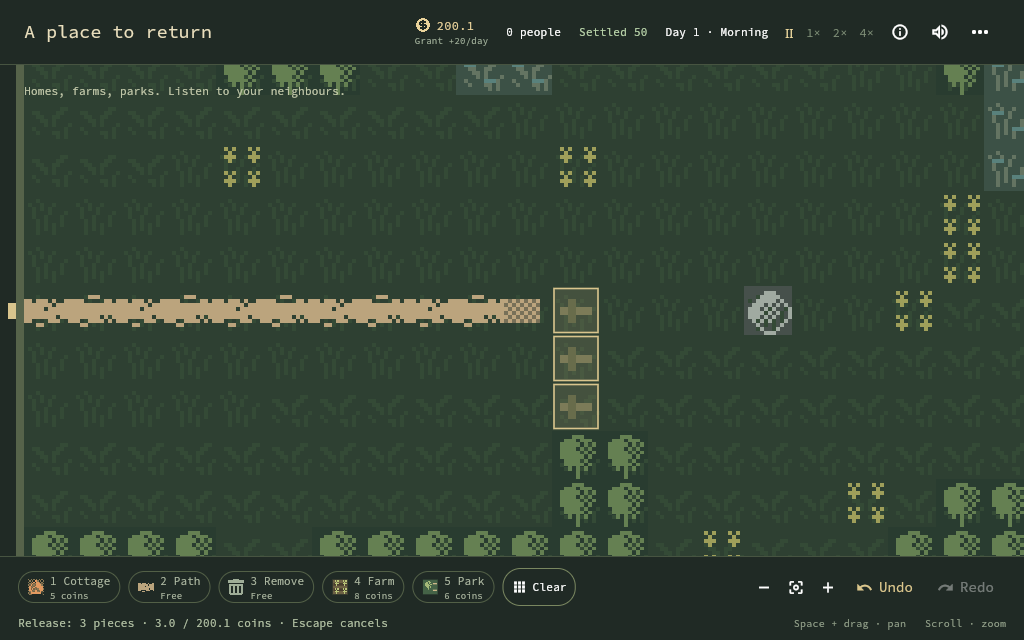 A place to return
200.1
Grant +20/day
0 people
Settled 50
Day 1 · Morning
1×
2×
4×
Homes, farms, parks. Listen to your neighbours.
1 Cottage
5 coins
2 Path
Free
3 Remove
Free
4 Farm
8 coins
5 Park
6 coins
Clear
Undo
Redo
Release: 3 pieces · 3.0 / 200.1 coins · Escape cancels
Space + drag · pan
Scroll · zoom